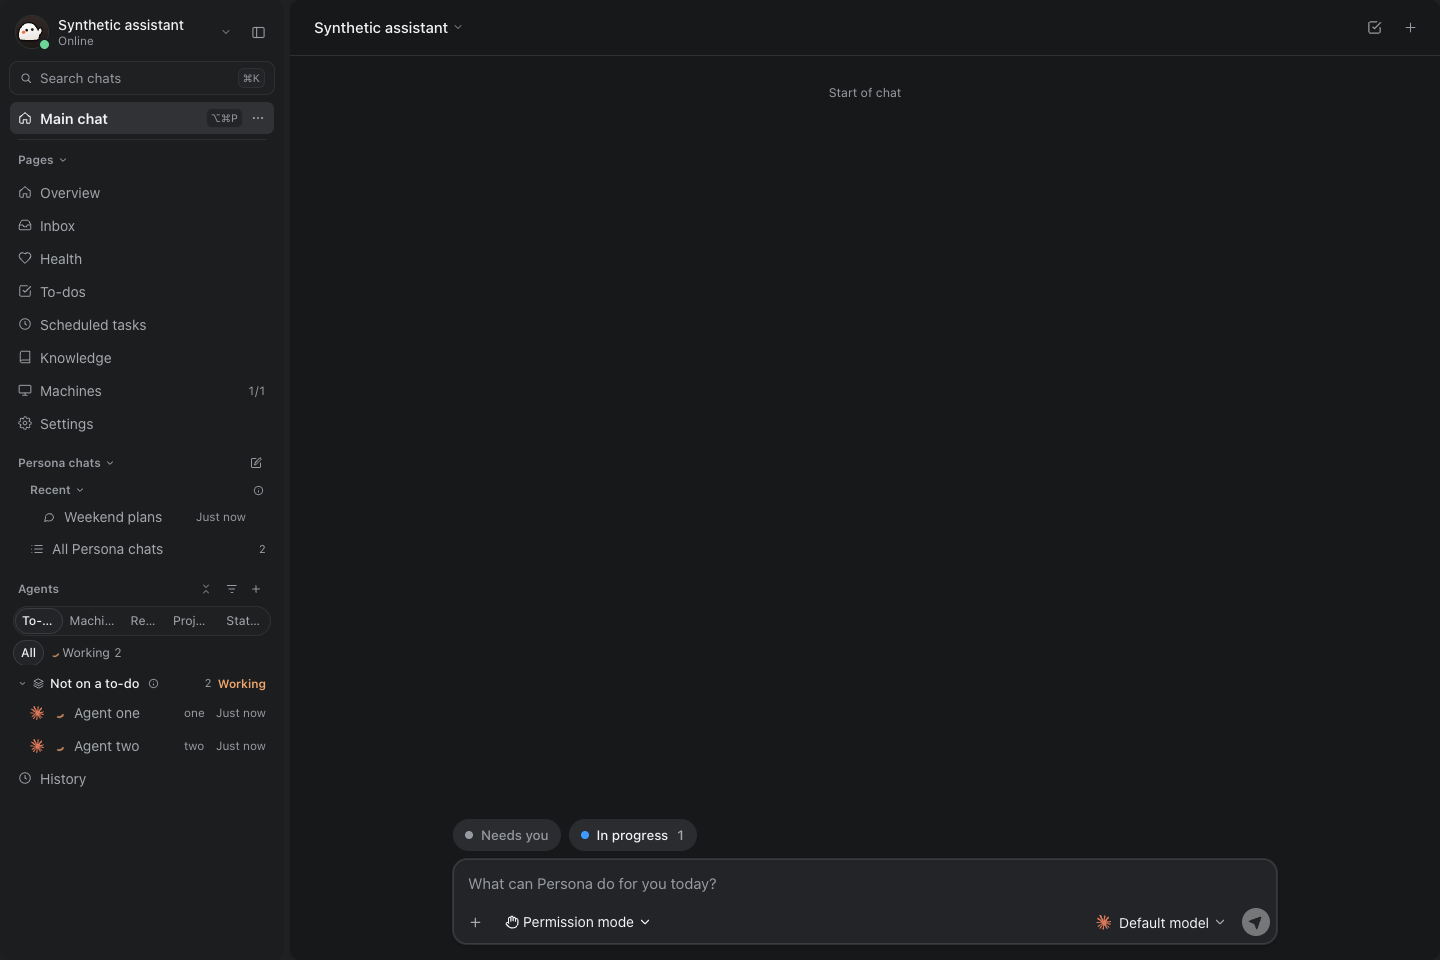 Synthetic assistant
Online
Search chats ⌘K
Main chat ⌥⌘P
Pages
Overview
Inbox
Health
To-dos
Scheduled tasks
Knowledge
Machines 1/1
Settings
Persona chats
Recent
Weekend plans Just now
All Persona chats 2
Agents
To-... Machi... Re... Proj... Stat...
All Working 2
Not on a to-do 2 Working
Agent one one Just now
Agent two two Just now
History
Synthetic assistant
Start of chat
Needs you In progress 1
What can Persona do for you today?
Permission mode Default model